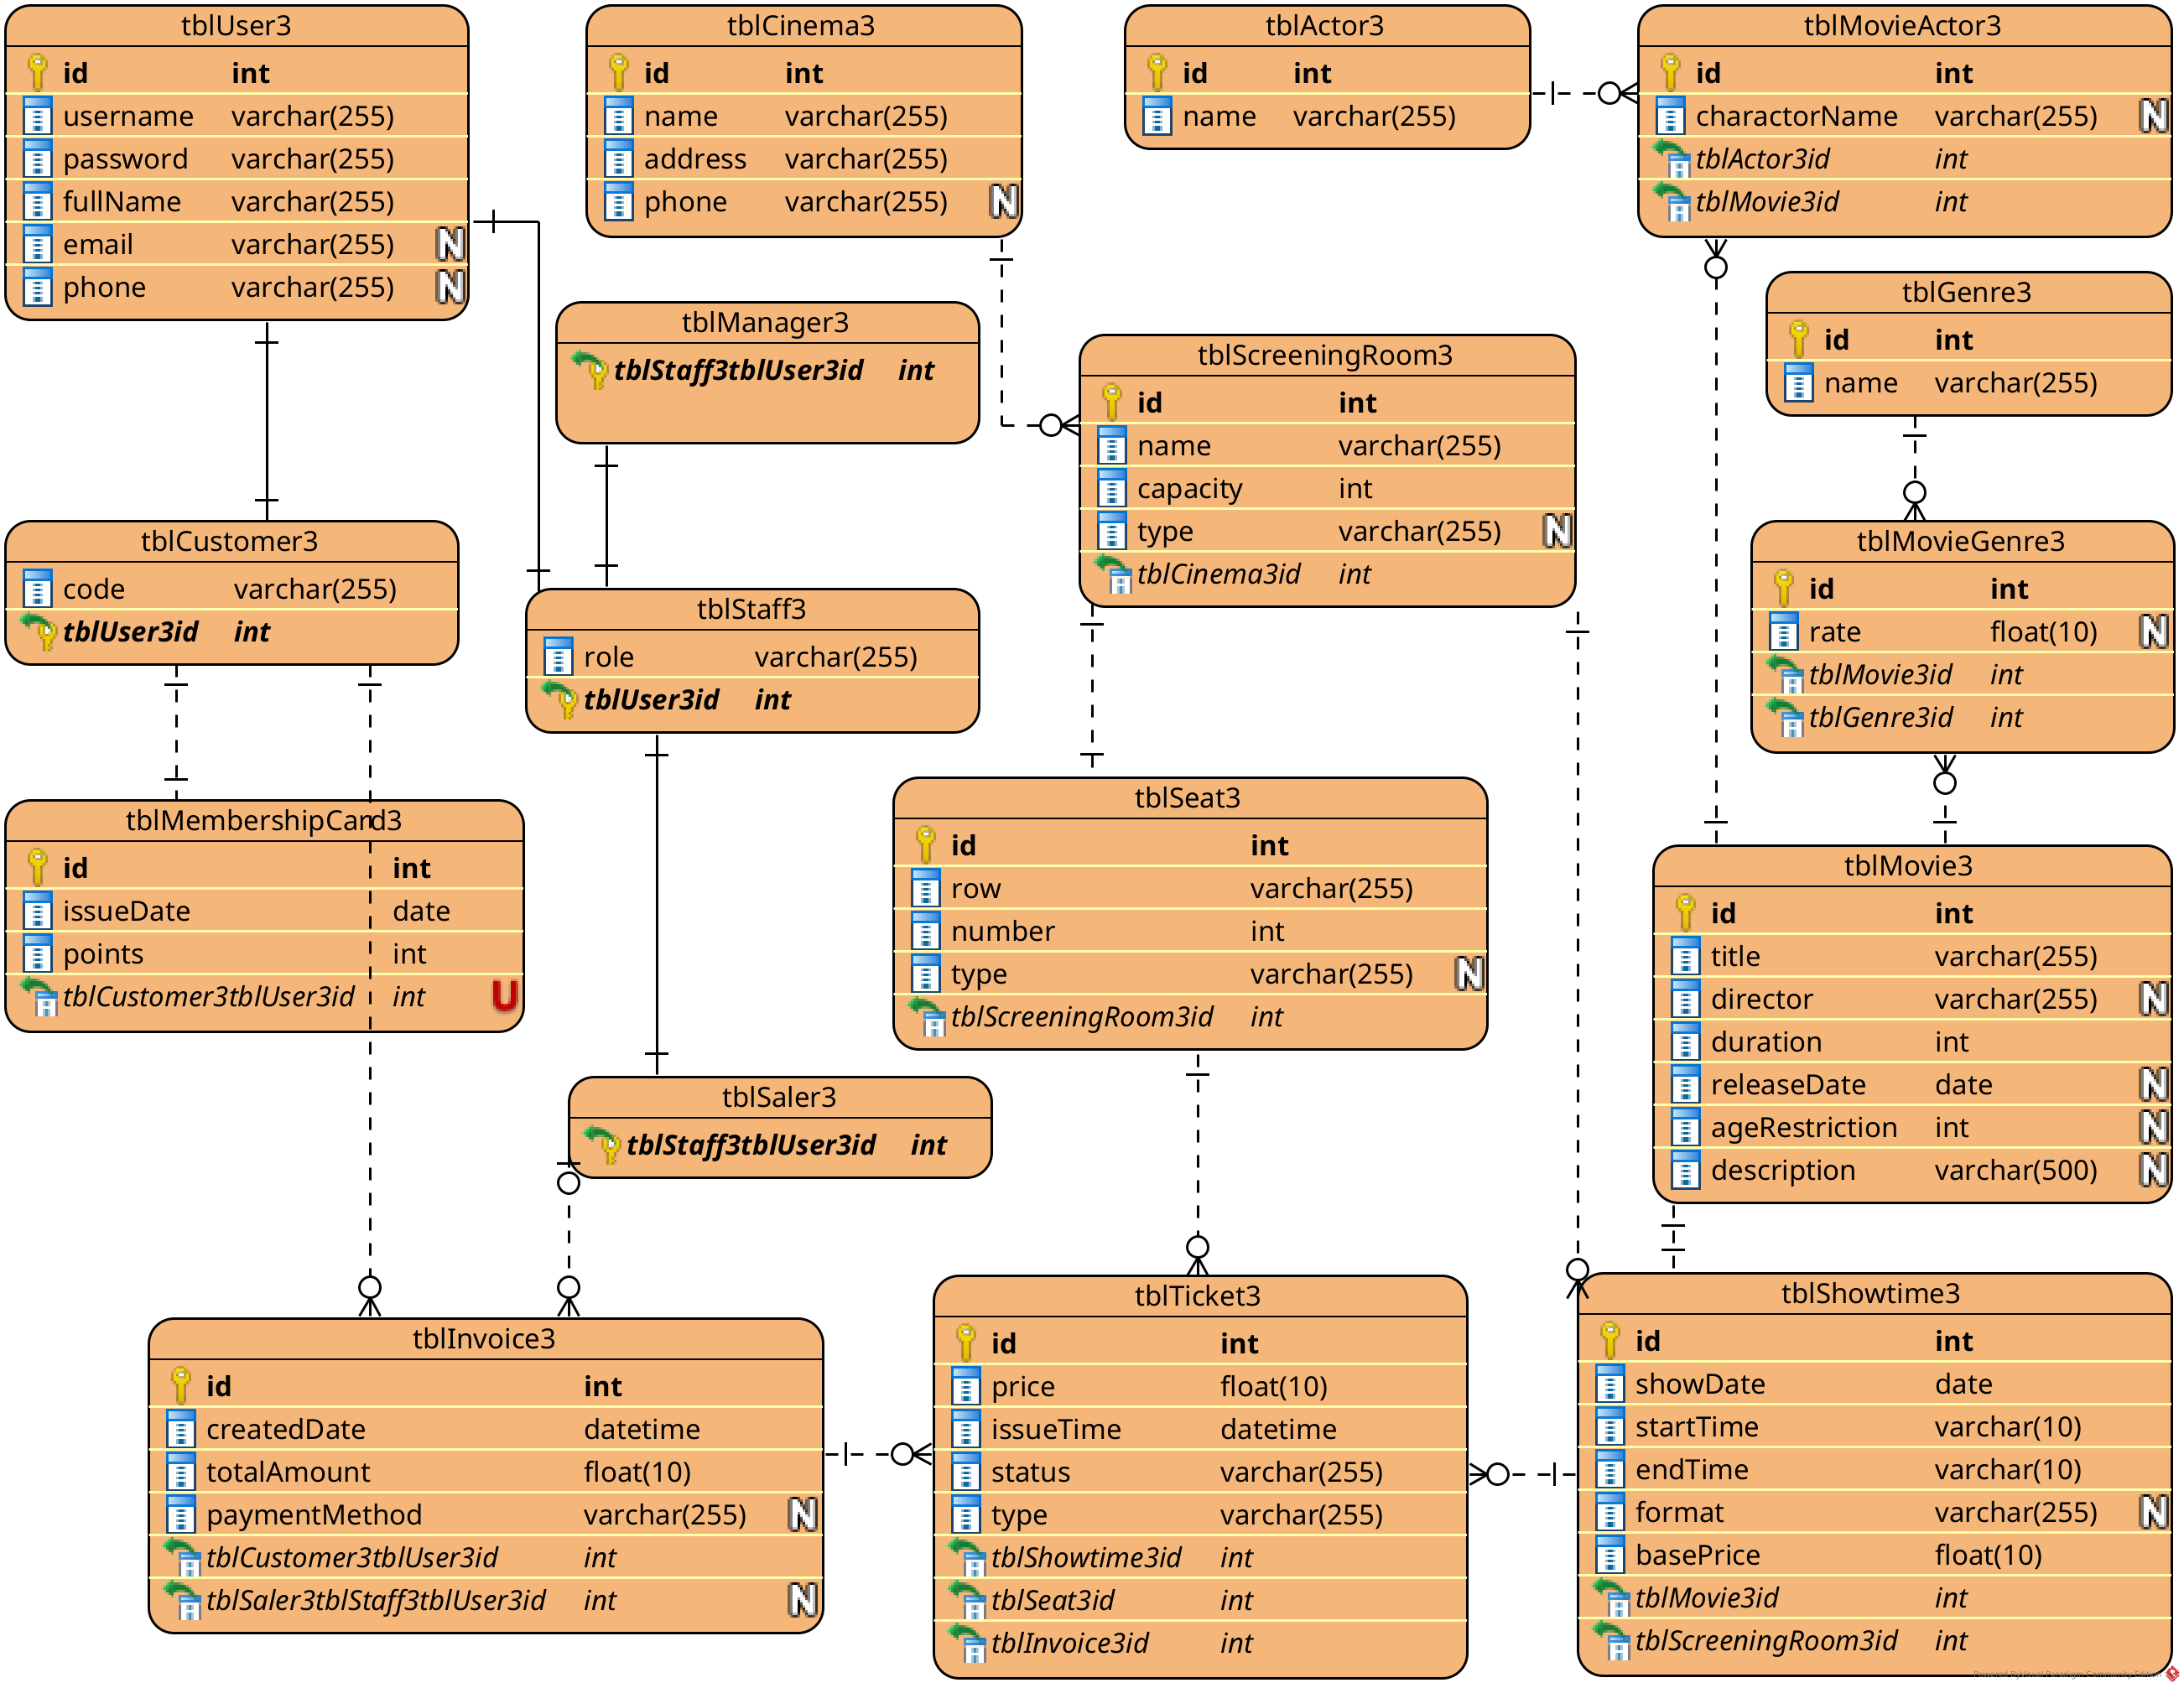 tblUser3
id int
username varchar(255)
password varchar(255)
fullName varchar(255)
email varchar(255) N
phone varchar(255) N
tblCinema3
id int
name varchar(255)
address varchar(255)
phone varchar(255) N
tblActor3
id int
name varchar(255)
tblMovieActor3
id int
charactorName varchar(255) N
tblActor3id int
tblMovie3id int
tblManager3
tblStaff3tblUser3id int
tblScreeningRoom3
id int
name varchar(255)
capacity int
type varchar(255) N
tblCinema3id int
tblGenre3
id int
name varchar(255)
tblCustomer3
code varchar(255)
tblUser3id int
tblStaff3
role varchar(255)
tblUser3id int
tblMovieGenre3
id int
rate float(10) N
tblMovie3id int
tblGenre3id int
tblMembershipCard3
id int
issueDate date
points int
tblCustomer3tblUser3id int U
tblSeat3
id int
row varchar(255)
number int
type varchar(255) N
tblScreeningRoom3id int
tblMovie3
id int
title varchar(255)
director varchar(255) N
duration int
releaseDate date N
ageRestriction int N
description varchar(500) N
tblSaler3
tblStaff3tblUser3id int
tblInvoice3
id int
createdDate datetime
totalAmount float(10)
paymentMethod varchar(255) N
tblCustomer3tblUser3id int
tblSaler3tblStaff3tblUser3id int N
tblTicket3
id int
price float(10)
issueTime datetime
status varchar(255)
type varchar(255)
tblShowtime3id int
tblSeat3id int
tblInvoice3id int
tblShowtime3
id int
showDate date
startTime varchar(10)
endTime varchar(10)
format varchar(255) N
basePrice float(10)
tblMovie3id int
tblScreeningRoom3id int
Powered By Visual Paradigm Community Edition